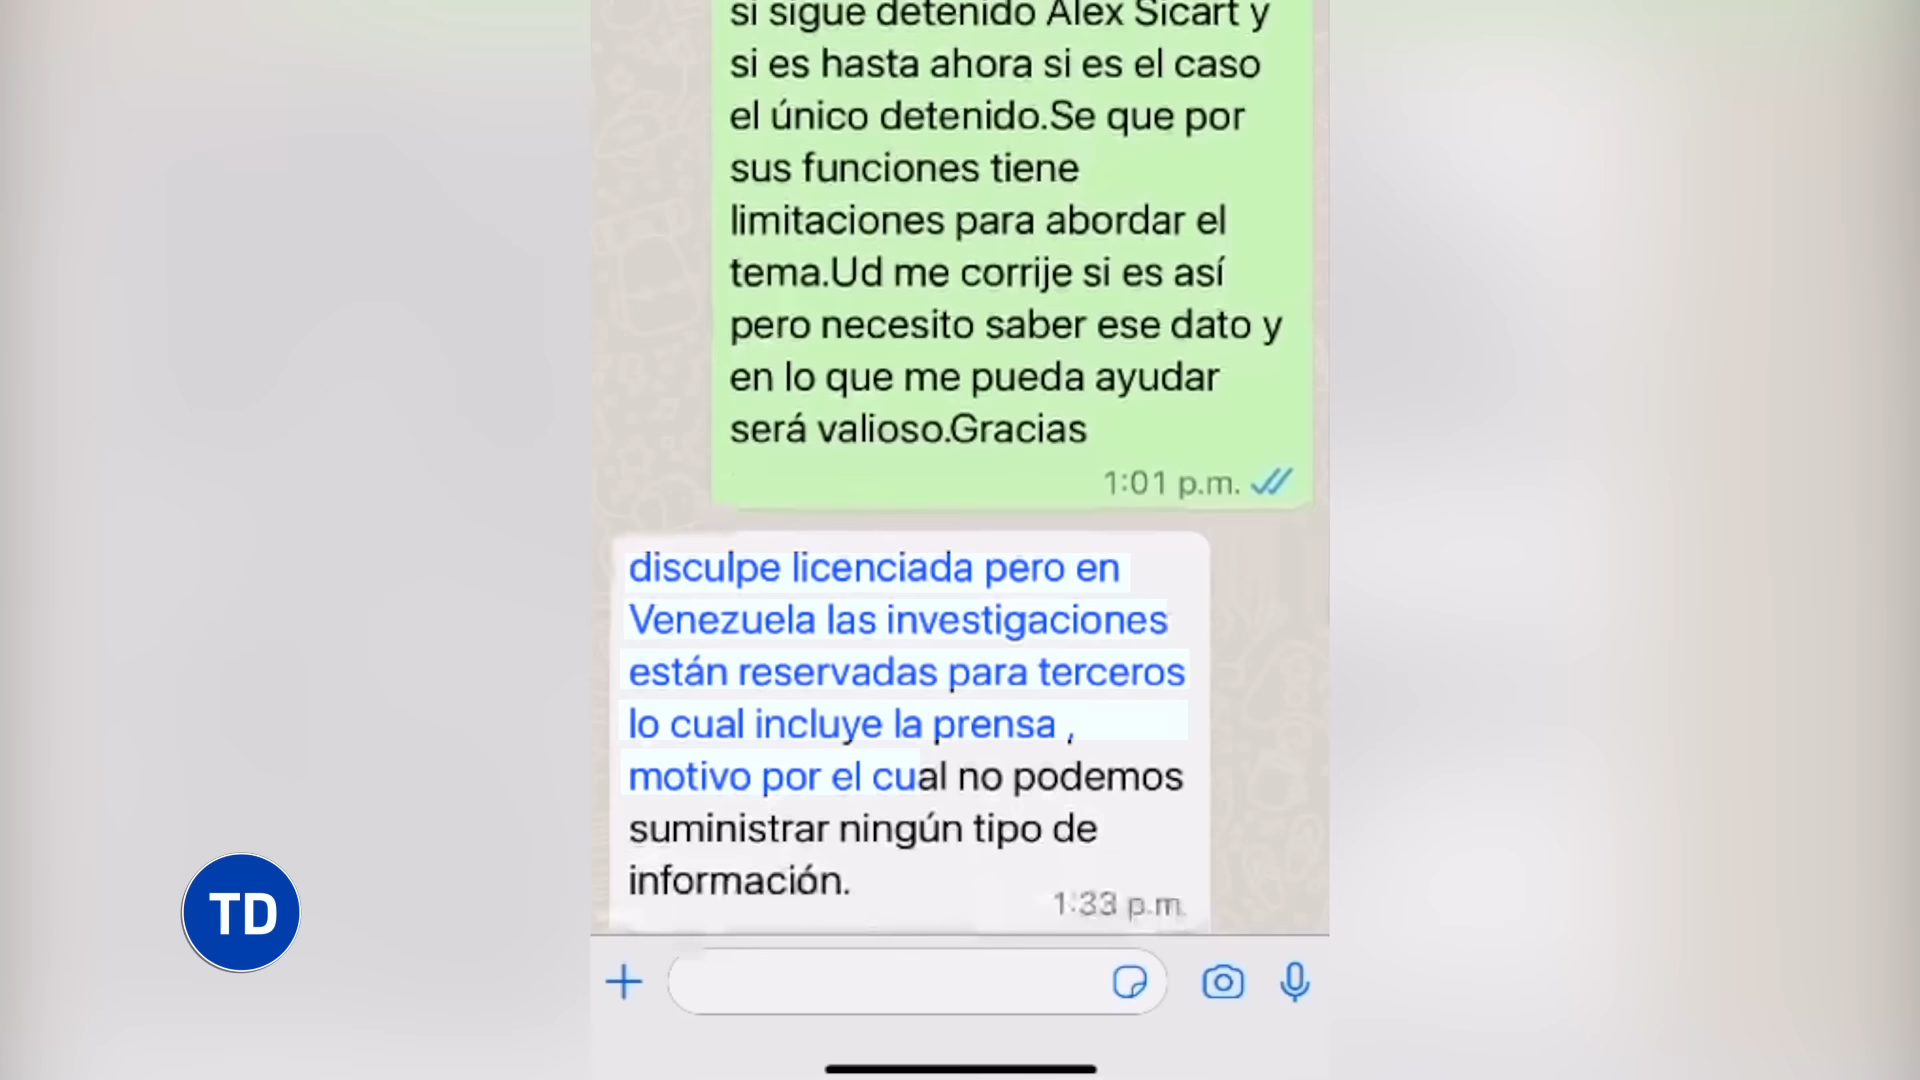 si sigue detenido Alex Sicart y
si es hasta ahora si es el caso
el único detenido.Se que por
sus funciones tiene
limitaciones para abordar el
tema.Ud me corrije si es así
pero necesito saber ese dato y
en lo que me pueda ayudar
será valioso.Gracias
1:01 p.m.
disculpe licenciada pero en
Venezuela las investigaciones
están reservadas para terceros
lo cual incluye la prensa ,
motivo por el cual no podemos
suministrar ningún tipo de
información.
1:33 p.m.
TD